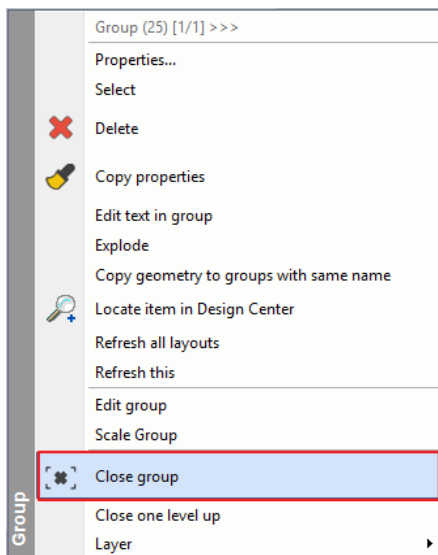 Group (25) [1/1] >>>
Properties...
Select
Delete
Copy properties
Edit text in group
Explode
Copy geometry to groups with same name
Locate item in Design Center
Refresh all layouts
Refresh this
Edit group
Scale Group
Close group
Close one level up
Layer
Group